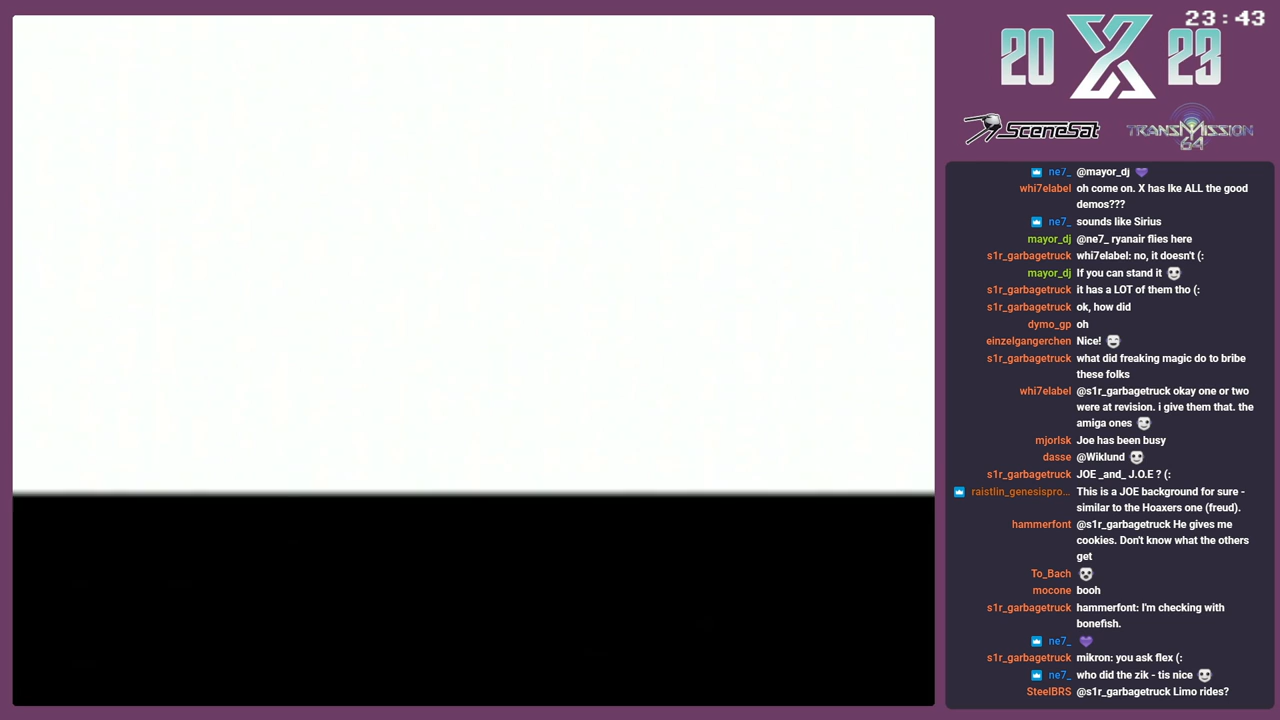 23:43
20 X 23
SceneSat TRANSMISSION
64
ne7_ @mayor_dj
whi7elabel oh come on. X has lke ALL the good
demos???
ne7_ sounds like Sirius
mayor_dj @ne7_ ryanair flies here
s1r_garbagetruck whi7elabel: no, it doesn't (:
mayor_dj If you can stand it
s1r_garbagetruck it has a LOT of them tho (:
s1r_garbagetruck ok, how did
dymo_gp oh
einzelgangerchen Nice!
s1r_garbagetruck what did freaking magic do to bribe
these folks
whi7elabel @s1r_garbagetruck okay one or two
were at revision. i give them that. the
amiga ones
mjorlsk Joe has been busy
dasse @Wiklund
s1r_garbagetruck JOE _and_ J.O.E ? (:
raistlin_genesispro... This is a JOE background for sure -
similar to the Hoaxers one (freud).
hammerfont @s1r_garbagetruck He gives me
cookies. Don't know what the others
get
To_Bach
mocone booh
s1r_garbagetruck hammerfont: I'm checking with
bonefish.
ne7_
s1r_garbagetruck mikron: you ask flex (:
ne7_ who did the zik - tis nice
SteelBRS @s1r_garbagetruck Limo rides?